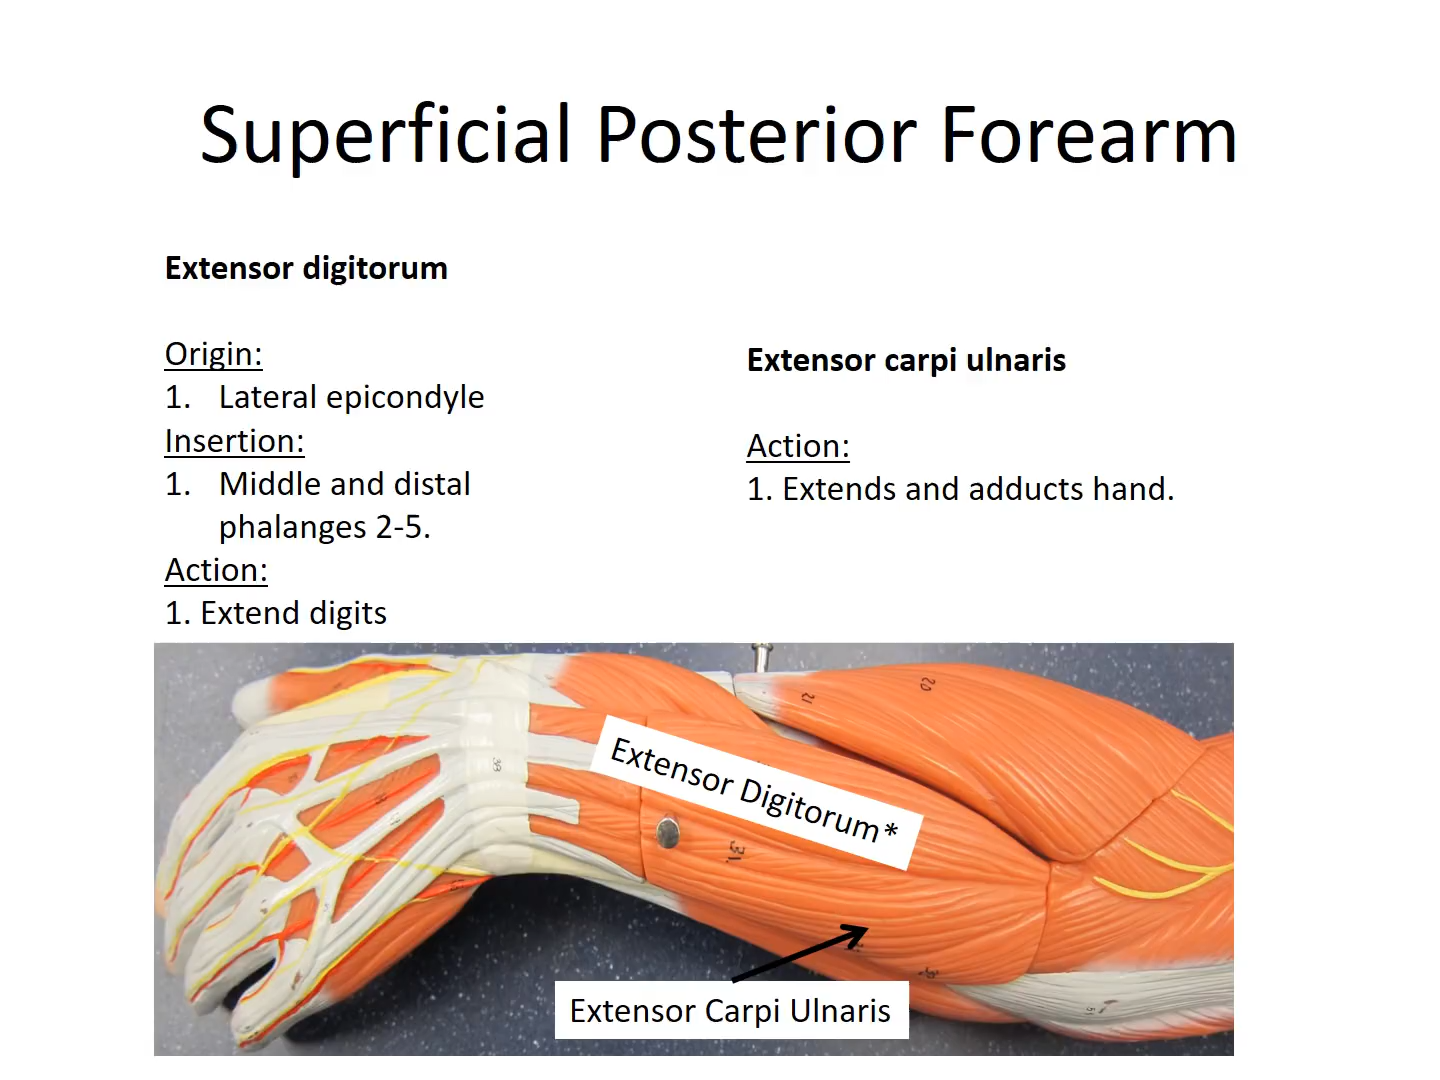 Superficial Posterior Forearm
Extensor digitorum
Origin:
1. Lateral epicondyle
Insertion:
1. Middle and distal
phalanges 2-5.
Action:
1. Extend digits
Extensor carpi ulnaris
Action:
1. Extends and adducts hand.
Extensor Digitorum*
Extensor Carpi Ulnaris